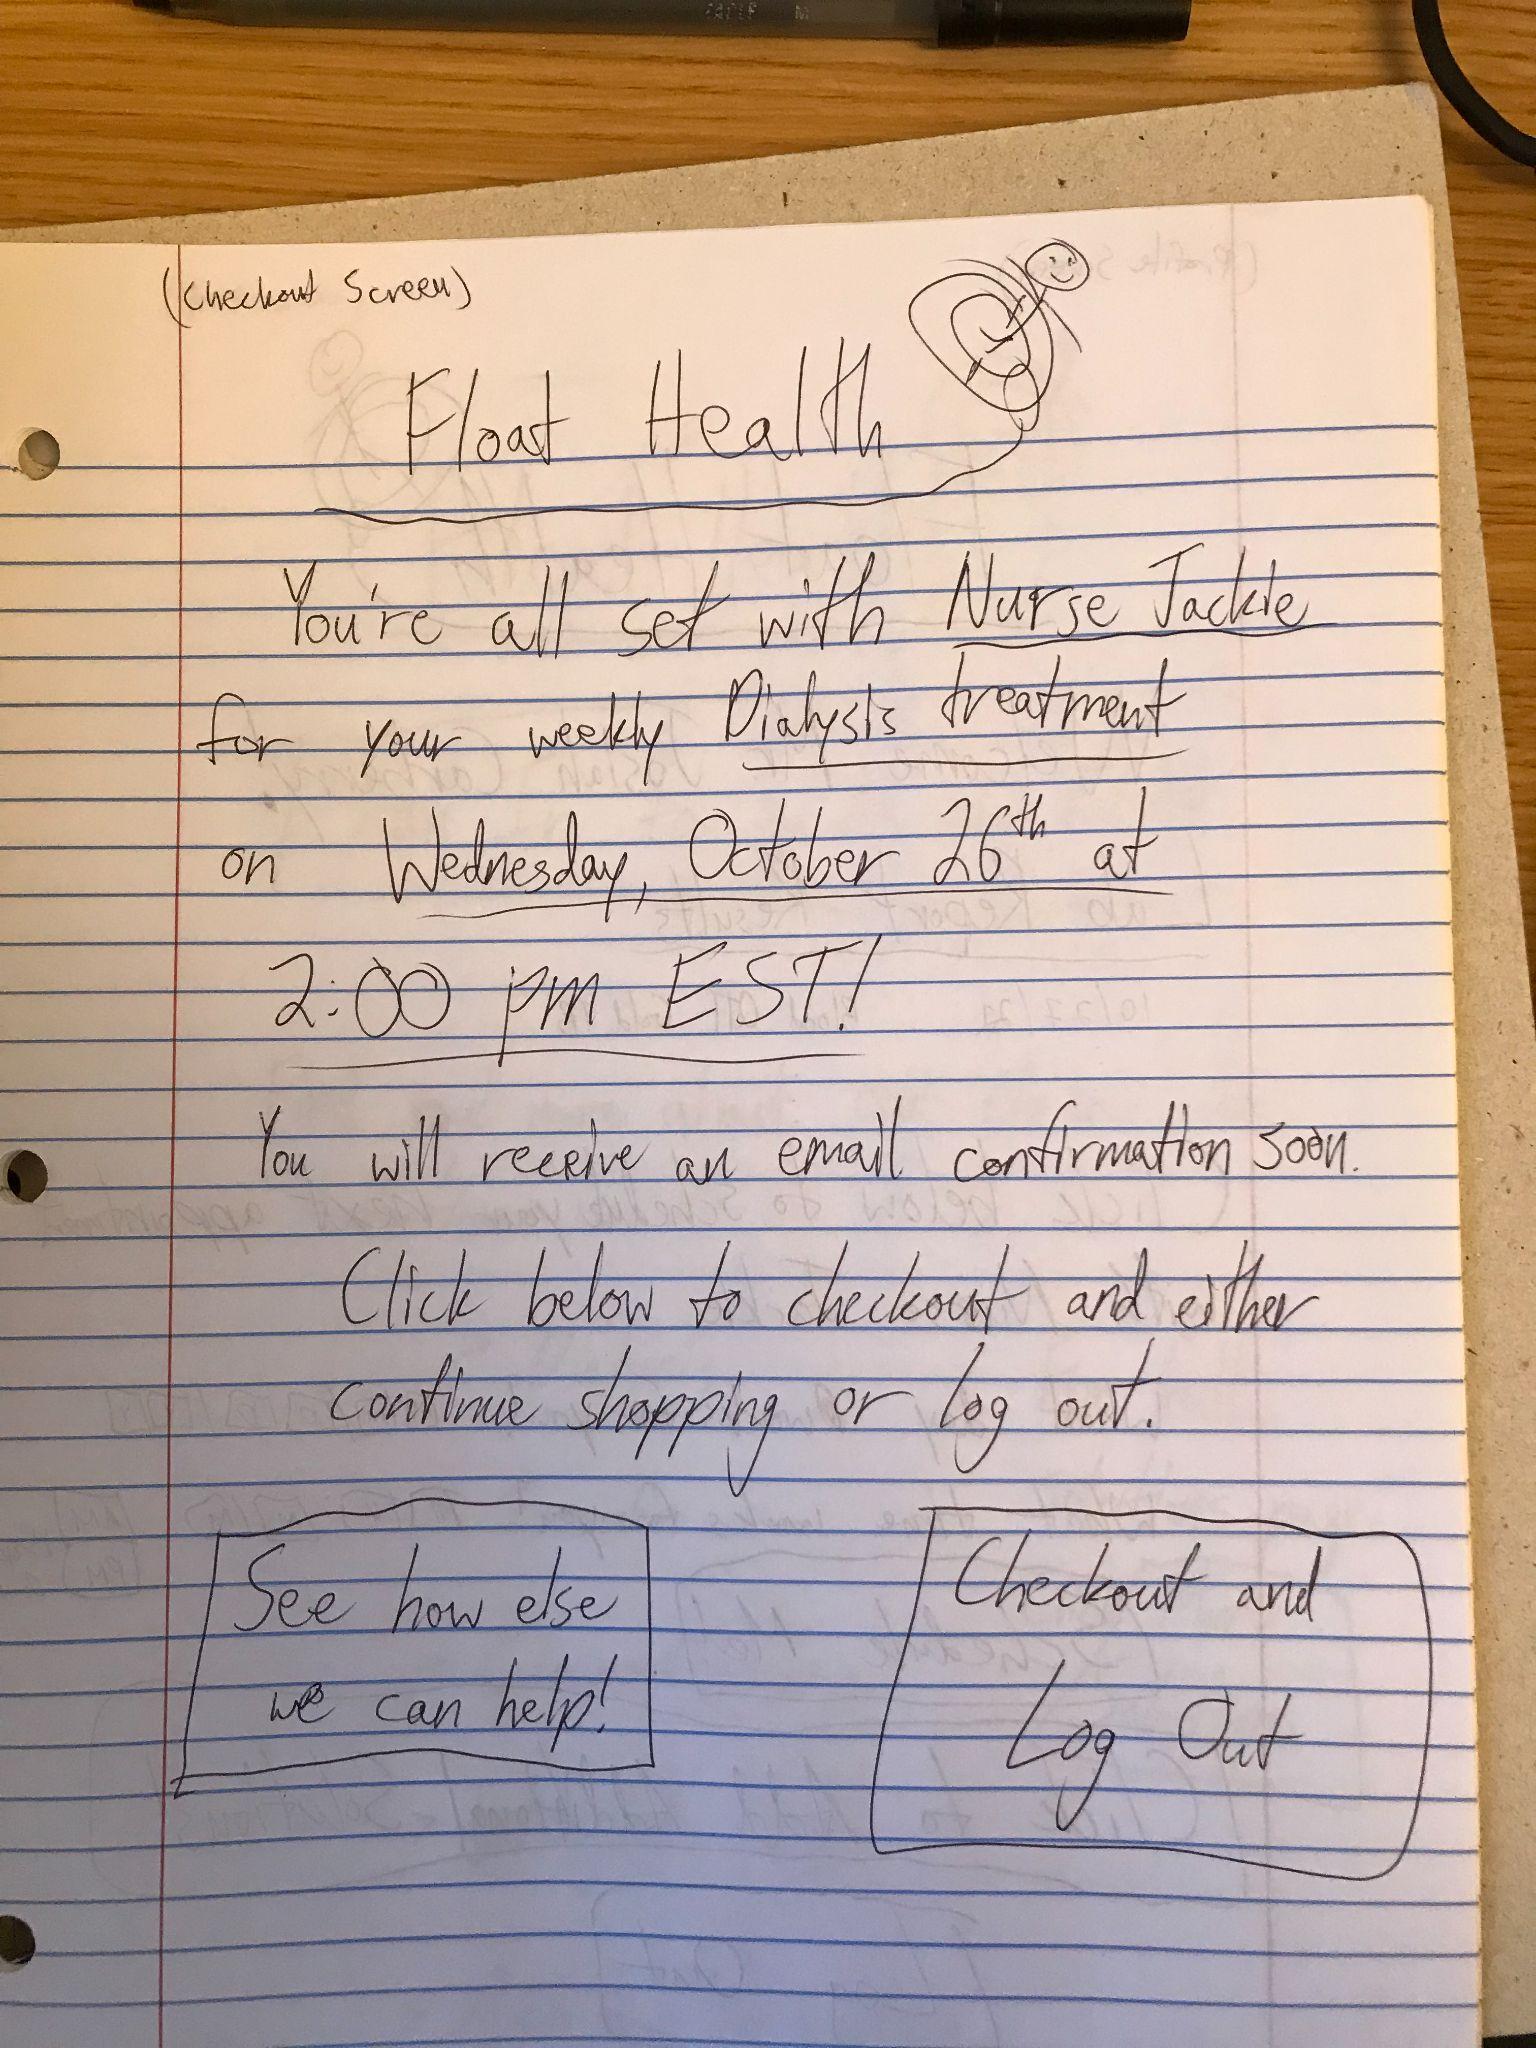 (Checkout Screen)
Float Health
You're all set with Nurse Jackie
for your weekly Dialysis treatment
on Wednesday, October 26th at
2:00 pm EST!
You will receive an email confirmation soon.
Click below to checkout and either
continue shopping or log out.
See how else
we can help!
Checkout and
Log Out